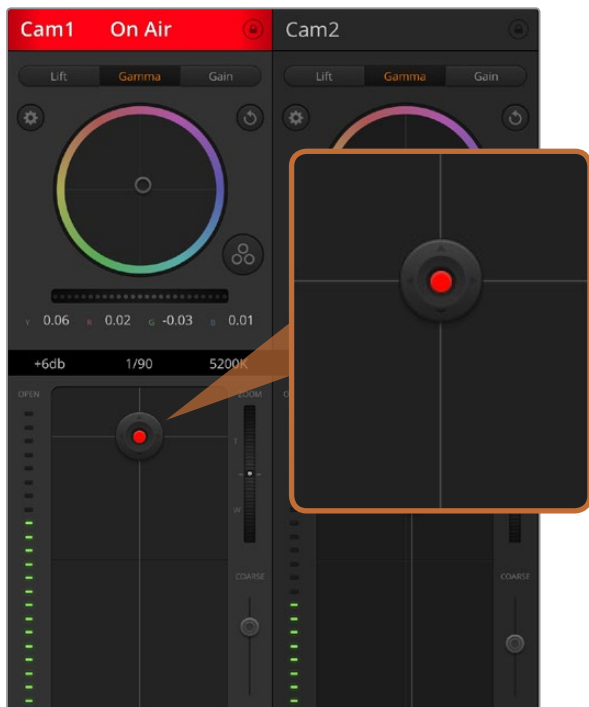 Cam1 On Air Cam2
Lift Gamma Gain Lift Gamma Gain
Y 0.06 R 0.02 G -0.03 B 0.01
+6db 1/90 5200K
OPEN ZOOM
T
W
COARSE COARSE